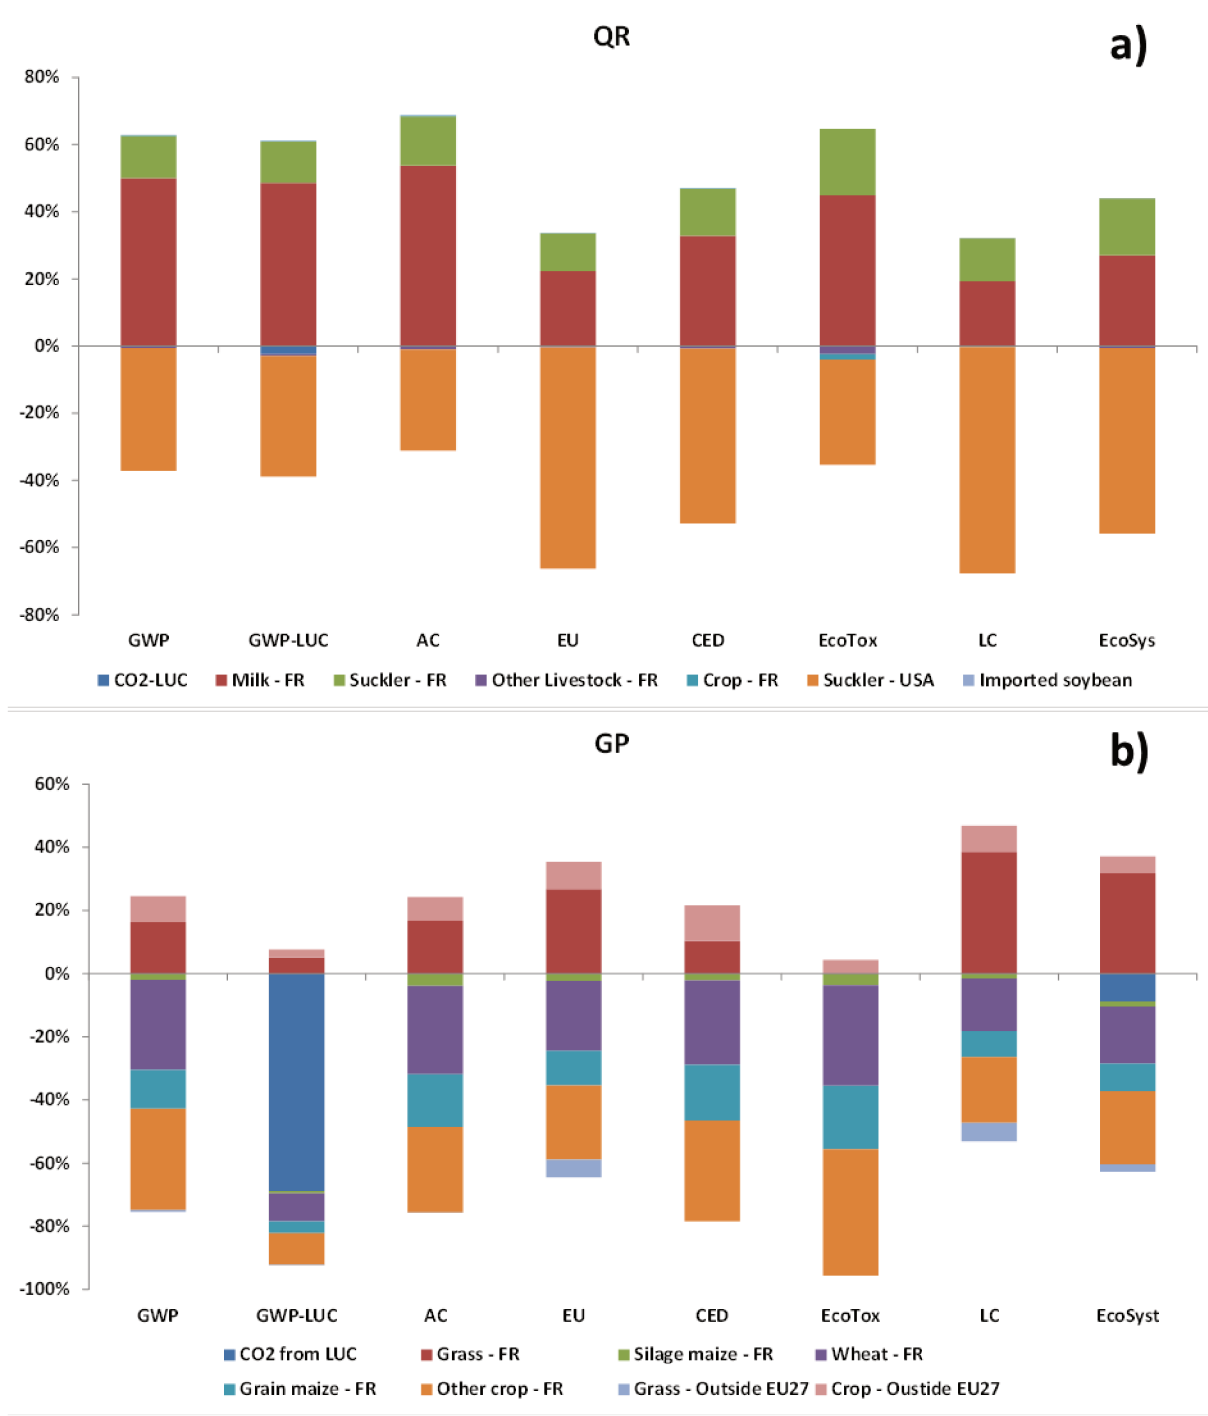 QR
a)
80%
60%
40%
20%
0%
-20%
-40%
-60%
-80%
GWP GWP-LUC AC EU CED EcoTox LC EcoSys
CO2-LUC Milk - FR Suckler - FR Other Livestock - FR Crop - FR Suckler - USA Imported soybean
GP
b)
60%
40%
20%
0%
-20%
-40%
-60%
-80%
-100%
GWP GWP-LUC AC EU CED EcoTox LC EcoSyst
CO2 from LUC Grass - FR Silage maize - FR Wheat - FR
Grain maize - FR Other crop - FR Grass - Outside EU27 Crop - Oustide EU27